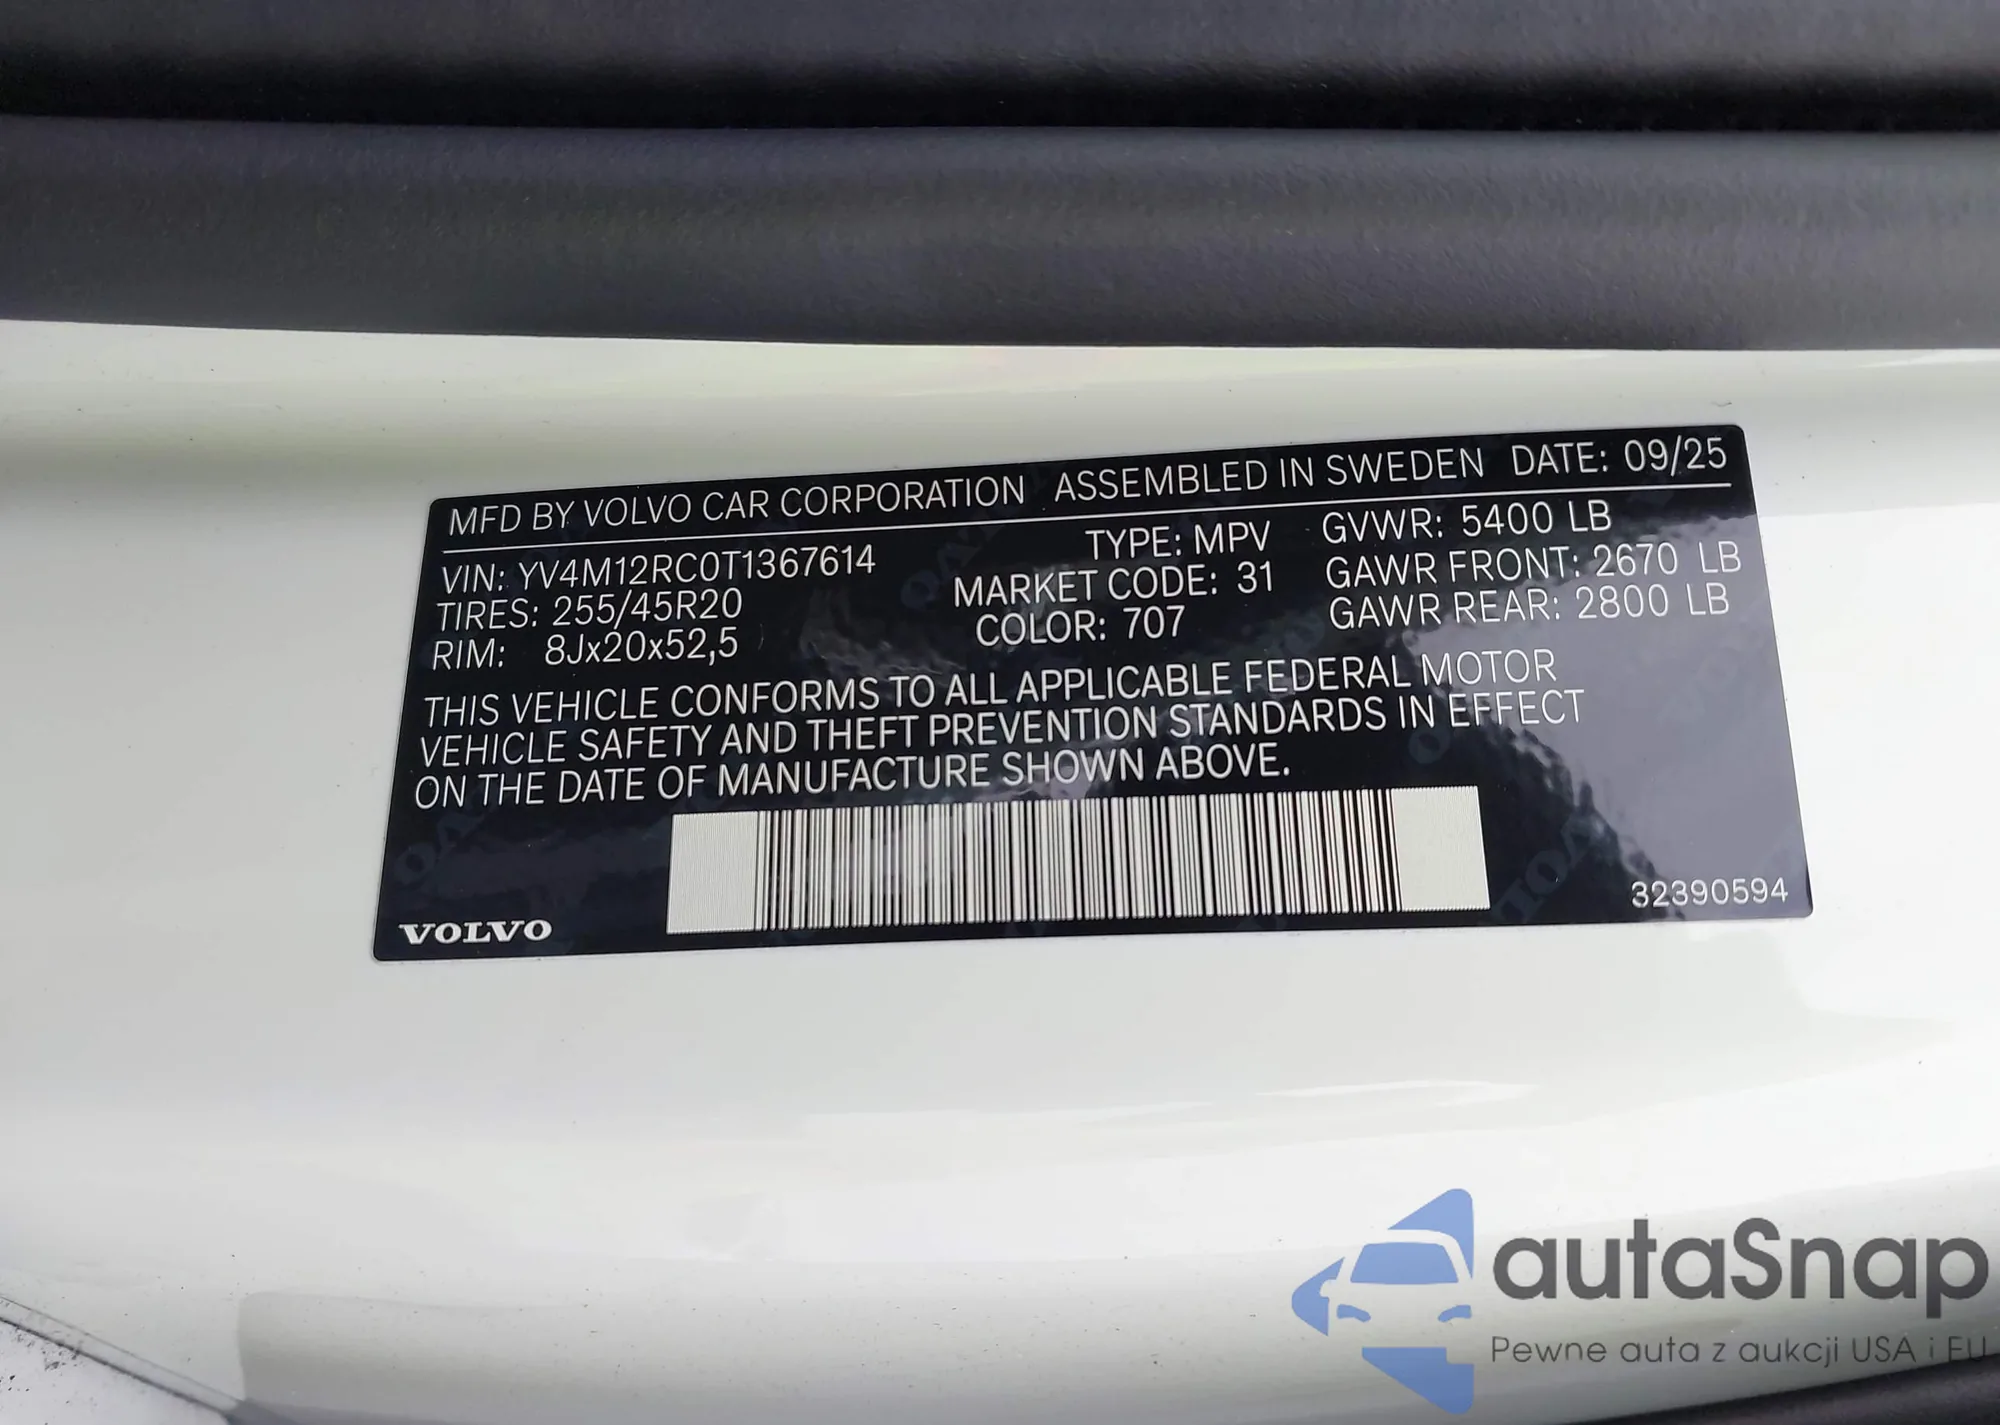 MFD BY VOLVO CAR CORPORATION ASSEMBLED IN SWEDEN DATE: 09/25
VIN: YV4M12RC0T1367614 TYPE: MPV GVWR: 5400 LB
TIRES: 255/45R20 MARKET CODE: 31 GAWR FRONT: 2670 LB
RIM: 8Jx20x52,5 COLOR: 707 GAWR REAR: 2800 LB
THIS VEHICLE CONFORMS TO ALL APPLICABLE FEDERAL MOTOR
VEHICLE SAFETY AND THEFT PREVENTION STANDARDS IN EFFECT
ON THE DATE OF MANUFACTURE SHOWN ABOVE.
VOLVO 32390594
autaSnap
Pewne auta z aukcji USA i EU